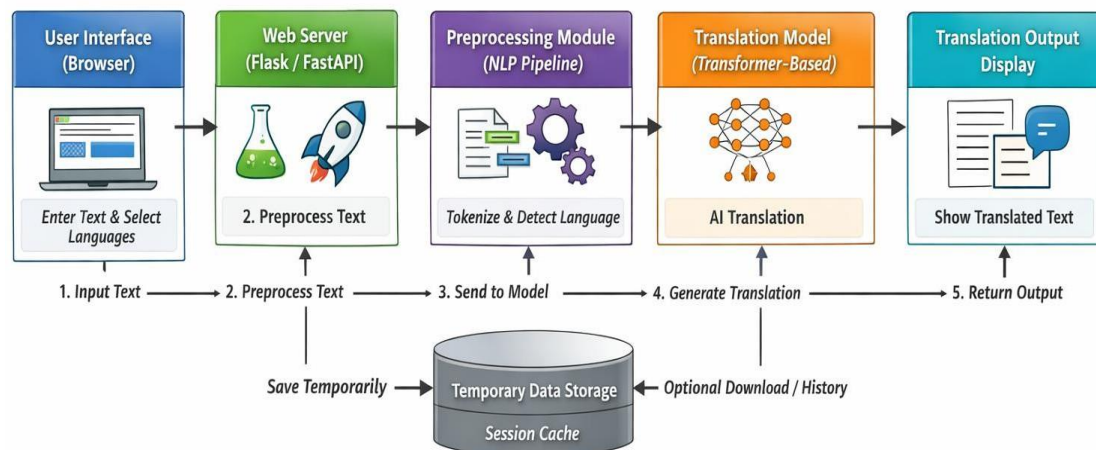 User Interface
(Browser)
Enter Text & Select
Languages
Web Server
(Flask / FastAPI)
2. Preprocess Text
Preprocessing Module
(NLP Pipeline)
Tokenize & Detect Language
Translation Model
(Transformer-Based)
AI Translation
Translation Output
Display
Show Translated Text
1. Input Text
2. Preprocess Text
3. Send to Model
4. Generate Translation
5. Return Output
Save Temporarily
Temporary Data Storage
Session Cache
Optional Download / History